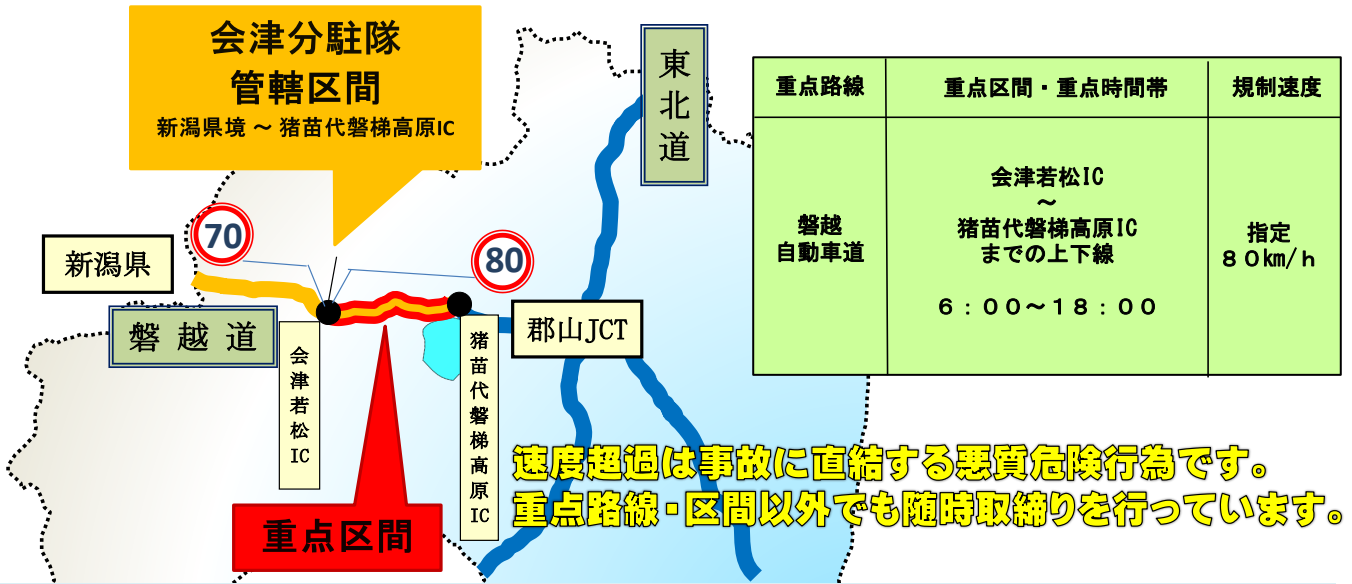 会津分駐隊
管轄区間
新潟県境 ~ 猪苗代磐梯高原IC
東北道
70
80
新潟県
磐越道
会津若松IC
猪苗代磐梯高原IC
郡山JCT
重点区間
重点路線
重点区間・重点時間帯
規制速度
磐越
自動車道
会津若松IC
~
猪苗代磐梯高原IC
までの上下線
6:00~18:00
指定
80km/h
速度超過は事故に直結する悪質危険行為です。
重点路線・区間以外でも随時取締りを行っています。